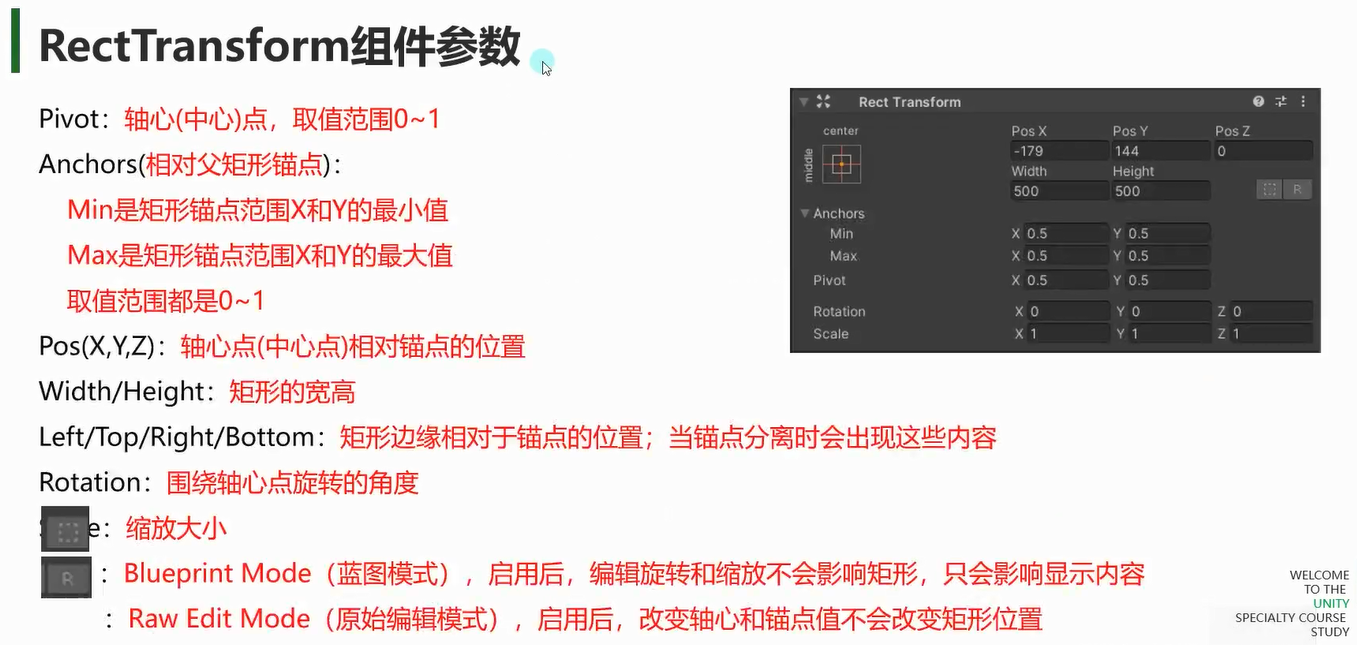 RectTransform组件参数
Pivot：轴心(中心)点，取值范围0~1
Anchors(相对父矩形锚点)：
Min是矩形锚点范围X和Y的最小值
Max是矩形锚点范围X和Y的最大值
取值范围都是0~1
Pos(X,Y,Z)：轴心点(中心点)相对锚点的位置
Width/Height：矩形的宽高
Left/Top/Right/Bottom：矩形边缘相对于锚点的位置；当锚点分离时会出现这些内容
Rotation：围绕轴心点旋转的角度
e：缩放大小
R ：Blueprint Mode（蓝图模式），启用后，编辑旋转和缩放不会影响矩形，只会影响显示内容
：Raw Edit Mode（原始编辑模式），启用后，改变轴心和锚点值不会改变矩形位置
Rect Transform
center
middle
Pos X Pos Y Pos Z
-179 144 0
Width Height
500 500
R
Anchors
Min X 0.5 Y 0.5
Max X 0.5 Y 0.5
Pivot X 0.5 Y 0.5
Rotation X 0 Y 0 Z 0
Scale X 1 Y 1 Z 1
WELCOME
TO THE
UNITY
SPECIALTY COURSE
STUDY